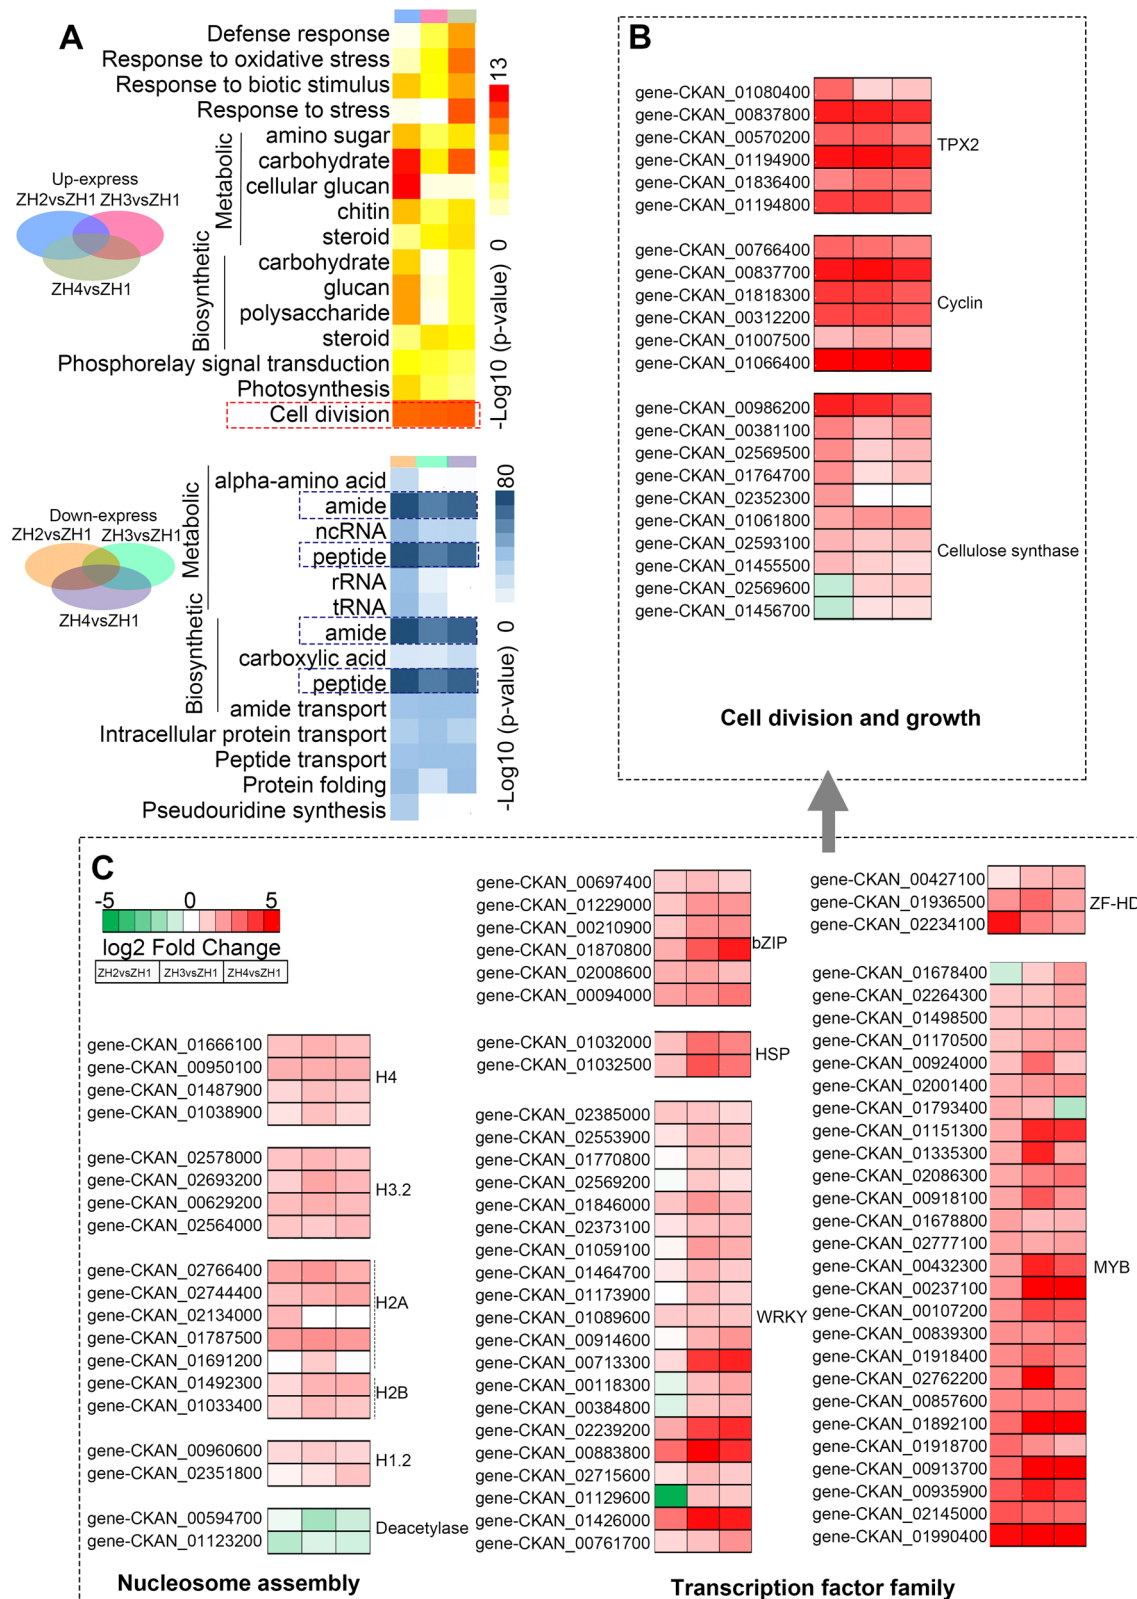 A
Up-express
ZH2vsZH1 ZH3vsZH1
ZH4vsZH1
Defense response
Response to oxidative stress
Response to biotic stimulus
Response to stress
Metabolic
amino sugar
carbohydrate
cellular glucan
chitin
steroid
Biosynthetic
carbohydrate
glucan
polysaccharide
steroid
Phosphorelay signal transduction
Photosynthesis
Cell division
13
0
-Log10 (p-value)
Down-express
ZH2vsZH1 ZH3vsZH1
ZH4vsZH1
Metabolic
alpha-amino acid
amide
ncRNA
peptide
rRNA
tRNA
Biosynthetic
amide
carboxylic acid
peptide
amide transport
Intracellular protein transport
Peptide transport
Protein folding
Pseudouridine synthesis
80
0
-Log10 (p-value)
B
gene-CKAN_01080400
gene-CKAN_00837800
gene-CKAN_00570200
gene-CKAN_01194900
gene-CKAN_01836400
gene-CKAN_01194800
TPX2
gene-CKAN_00766400
gene-CKAN_00837700
gene-CKAN_01818300
gene-CKAN_00312200
gene-CKAN_01007500
gene-CKAN_01066400
Cyclin
gene-CKAN_00986200
gene-CKAN_00381100
gene-CKAN_02569500
gene-CKAN_01764700
gene-CKAN_02352300
gene-CKAN_01061800
gene-CKAN_02593100
gene-CKAN_01455500
gene-CKAN_02569600
gene-CKAN_01456700
Cellulose synthase
Cell division and growth
C
-5 0 5
log2 Fold Change
ZH2vsZH1 ZH3vsZH1 ZH4vsZH1
gene-CKAN_01666100
gene-CKAN_00950100
gene-CKAN_01487900
gene-CKAN_01038900
H4
gene-CKAN_02578000
gene-CKAN_02693200
gene-CKAN_00629200
gene-CKAN_02564000
H3.2
gene-CKAN_02766400
gene-CKAN_02744400
gene-CKAN_02134000
gene-CKAN_01787500
gene-CKAN_01691200
H2A
gene-CKAN_01492300
gene-CKAN_01033400
H2B
gene-CKAN_00960600
gene-CKAN_02351800
H1.2
gene-CKAN_00594700
gene-CKAN_01123200
Deacetylase
Nucleosome assembly
gene-CKAN_00697400
gene-CKAN_01229000
gene-CKAN_00210900
gene-CKAN_01870800
gene-CKAN_02008600
gene-CKAN_00094000
bZIP
gene-CKAN_01032000
gene-CKAN_01032500
HSP
gene-CKAN_02385000
gene-CKAN_02553900
gene-CKAN_01770800
gene-CKAN_02569200
gene-CKAN_01846000
gene-CKAN_02373100
gene-CKAN_01059100
gene-CKAN_01464700
gene-CKAN_01173900
gene-CKAN_01089600
gene-CKAN_00914600
gene-CKAN_00713300
gene-CKAN_00118300
gene-CKAN_00384800
gene-CKAN_02239200
gene-CKAN_00883800
gene-CKAN_02715600
gene-CKAN_01129600
gene-CKAN_01426000
gene-CKAN_00761700
WRKY
gene-CKAN_00427100
gene-CKAN_01936500
gene-CKAN_02234100
ZF-HD
gene-CKAN_01678400
gene-CKAN_02264300
gene-CKAN_01498500
gene-CKAN_01170500
gene-CKAN_00924000
gene-CKAN_02001400
gene-CKAN_01793400
gene-CKAN_01151300
gene-CKAN_01335300
gene-CKAN_02086300
gene-CKAN_00918100
gene-CKAN_01678800
gene-CKAN_02777100
gene-CKAN_00432300
gene-CKAN_00237100
gene-CKAN_00107200
gene-CKAN_00839300
gene-CKAN_01918400
gene-CKAN_02762200
gene-CKAN_00857600
gene-CKAN_01892100
gene-CKAN_01918700
gene-CKAN_00913700
gene-CKAN_00935900
gene-CKAN_02145000
gene-CKAN_01990400
MYB
Transcription factor family